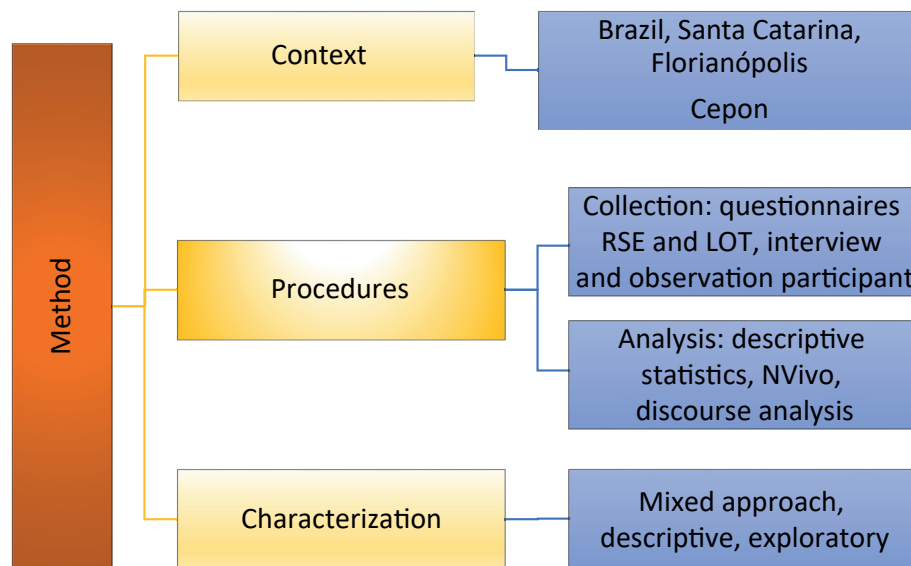 Method
Context
Brazil, Santa Catarina,
Florianópolis
Cepon
Procedures
Collection: questionnaires
RSE and LOT, interview
and observation participant
Analysis: descriptive
statistics, NVivo,
discourse analysis
Characterization
Mixed approach,
descriptive, exploratory